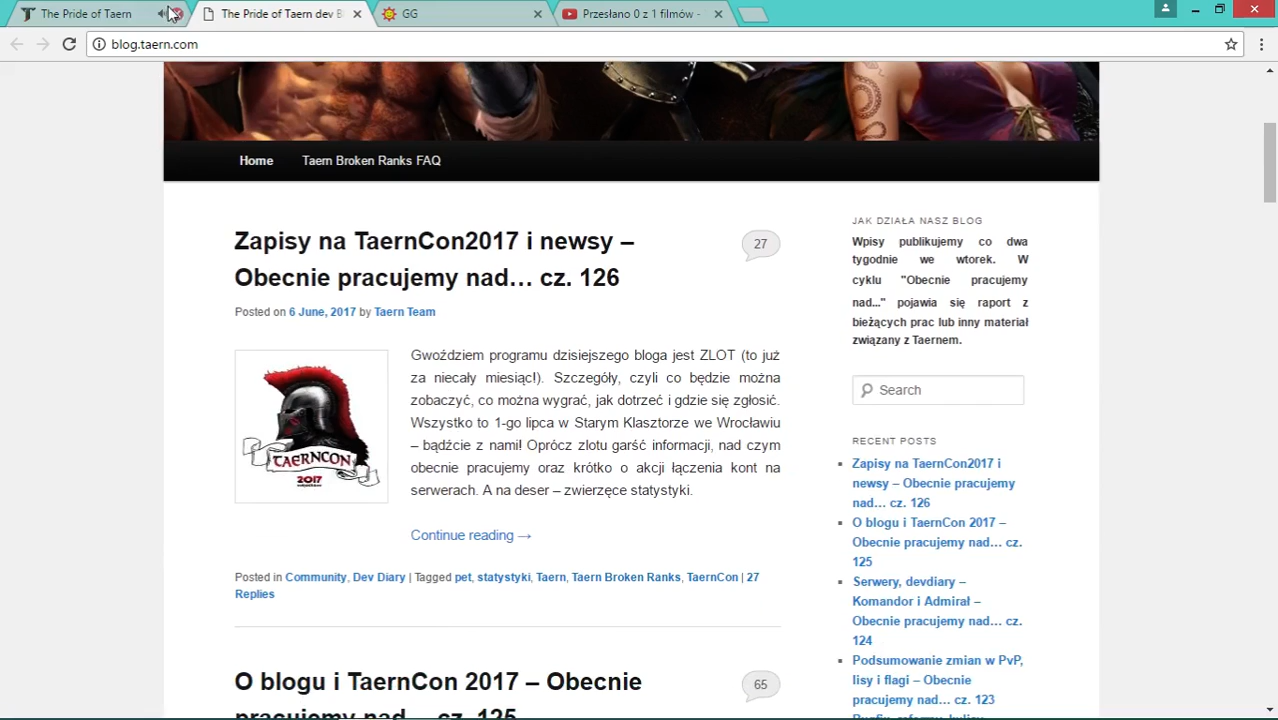 The Pride of Taern
The Pride of Taern dev B
GG
Przesłano 0 z 1 filmów -
blog.taern.com
Home
Taern Broken Ranks FAQ
Zapisy na TaernCon2017 i newsy –
Obecnie pracujemy nad… cz. 126
27
Posted on 6 June, 2017 by Taern Team
TAERNCON
2017
Gwoździem programu dzisiejszego bloga jest ZLOT (to już
za niecały miesiąc!). Szczegóły, czyli co będzie można
zobaczyć, co można wygrać, jak dotrzeć i gdzie się zgłosić.
Wszystko to 1-go lipca w Starym Klasztorze we Wrocławiu
– bądźcie z nami! Oprócz zlotu garść informacji, nad czym
obecnie pracujemy oraz krótko o akcji łączenia kont na
serwerach. A na deser – zwierzęce statystyki.
Continue reading →
Posted in Community, Dev Diary | Tagged pet, statystyki, Taern, Taern Broken Ranks, TaernCon | 27
Replies
O blogu i TaernCon 2017 – Obecnie
pracujemy nad… cz. 125
65
JAK DZIAŁA NASZ BLOG
Wpisy publikujemy co dwa
tygodnie we wtorek. W
cyklu "Obecnie pracujemy
nad..." pojawia się raport z
bieżących prac lub inny materiał
związany z Taernem.
Search
RECENT POSTS
Zapisy na TaernCon2017 i
newsy – Obecnie pracujemy
nad… cz. 126
O blogu i TaernCon 2017 –
Obecnie pracujemy nad… cz.
125
Serwery, devdiary –
Komandor i Admirał –
Obecnie pracujemy nad… cz.
124
Podsumowanie zmian w PvP,
lisy i flagi – Obecnie
pracujemy nad… cz. 123